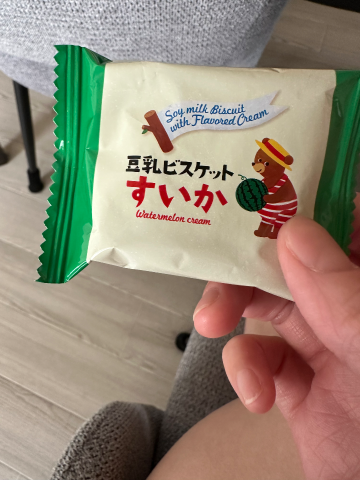 Soy milk Biscuit
with Flavored Cream
豆乳ビスケット
すいか
Watermelon cream